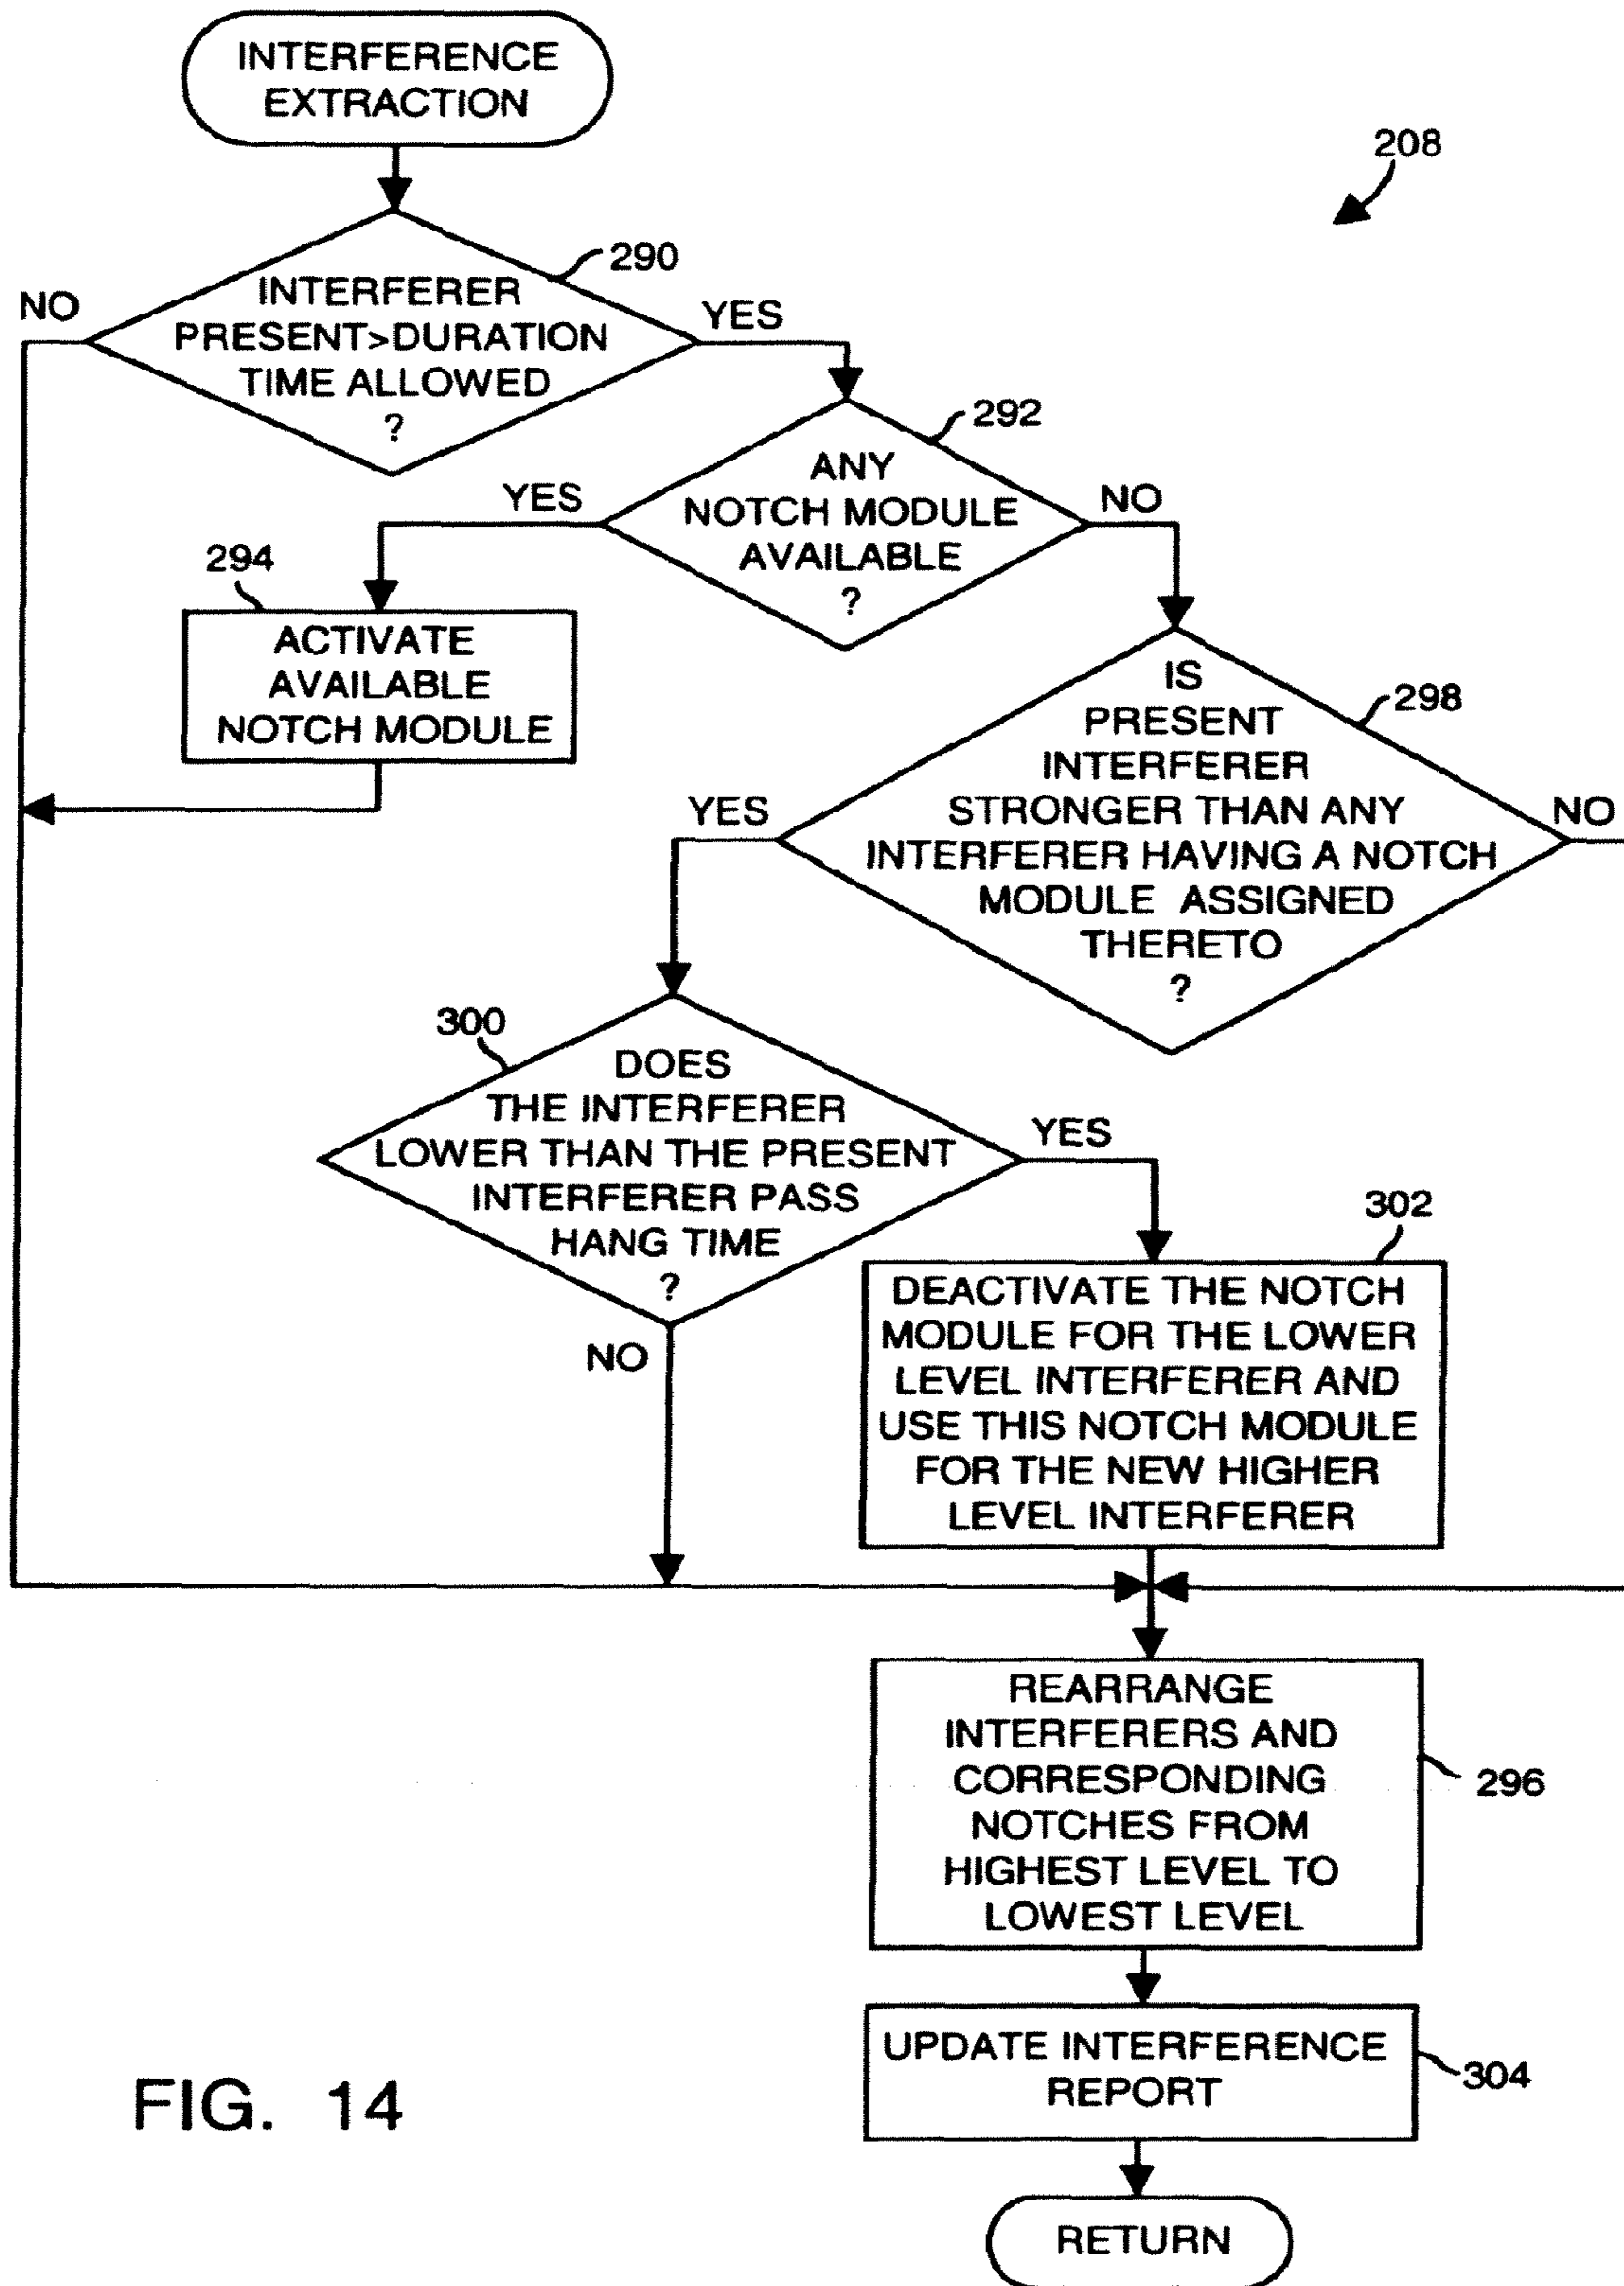 INTERFERENCE
EXTRACTION
208
290
NO
INTERFERER
PRESENT>DURATION
TIME ALLOWED
?
YES
292
ANY
NOTCH MODULE
AVAILABLE
?
YES
NO
294
ACTIVATE
AVAILABLE
NOTCH MODULE
298
IS
PRESENT
INTERFERER
STRONGER THAN ANY
INTERFERER HAVING A NOTCH
MODULE ASSIGNED
THERETO
?
YES
NO
300
DOES
THE INTERFERER
LOWER THAN THE PRESENT
INTERFERER PASS
HANG TIME
?
YES
NO
302
DEACTIVATE THE NOTCH
MODULE FOR THE LOWER
LEVEL INTERFERER AND
USE THIS NOTCH MODULE
FOR THE NEW HIGHER
LEVEL INTERFERER
REARRANGE
INTERFERERS AND
CORRESPONDING
NOTCHES FROM
HIGHEST LEVEL TO
LOWEST LEVEL
296
UPDATE INTERFERENCE
REPORT
304
RETURN
FIG. 14